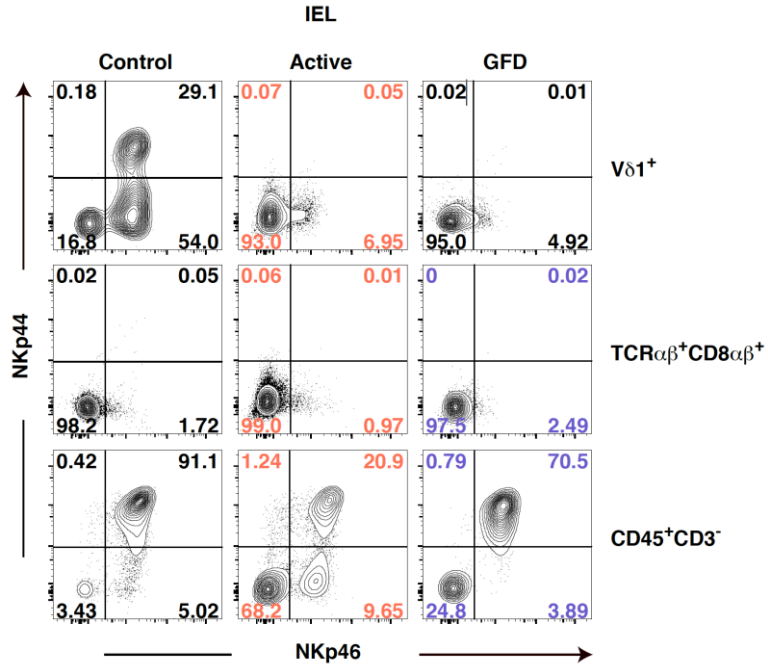 IEL
Control Active GFD
0.18 29.1 0.07 0.05 0.02 0.01
Vδ1+
16.8 54.0 93.0 6.95 95.0 4.92
0.02 0.05 0.06 0.01 0 0.02
NKp44
TCRαβ+CD8αβ+
98.2 1.72 99.0 0.97 97.5 2.49
0.42 91.1 1.24 20.9 0.79 70.5
CD45+CD3-
3.43 5.02 68.2 9.65 24.8 3.89
NKp46